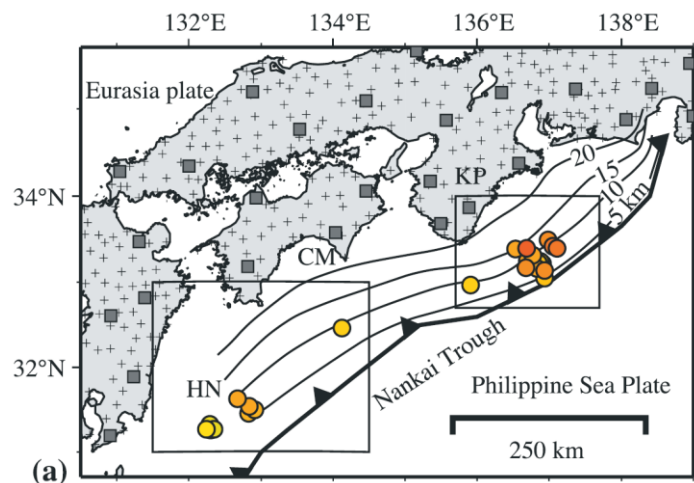 132°E 134°E 136°E 138°E
Eurasia plate
20
15
KP
10
34°N
5 km
CM
32°N
HN
Nankai Trough
Philippine Sea Plate
250 km
(a)